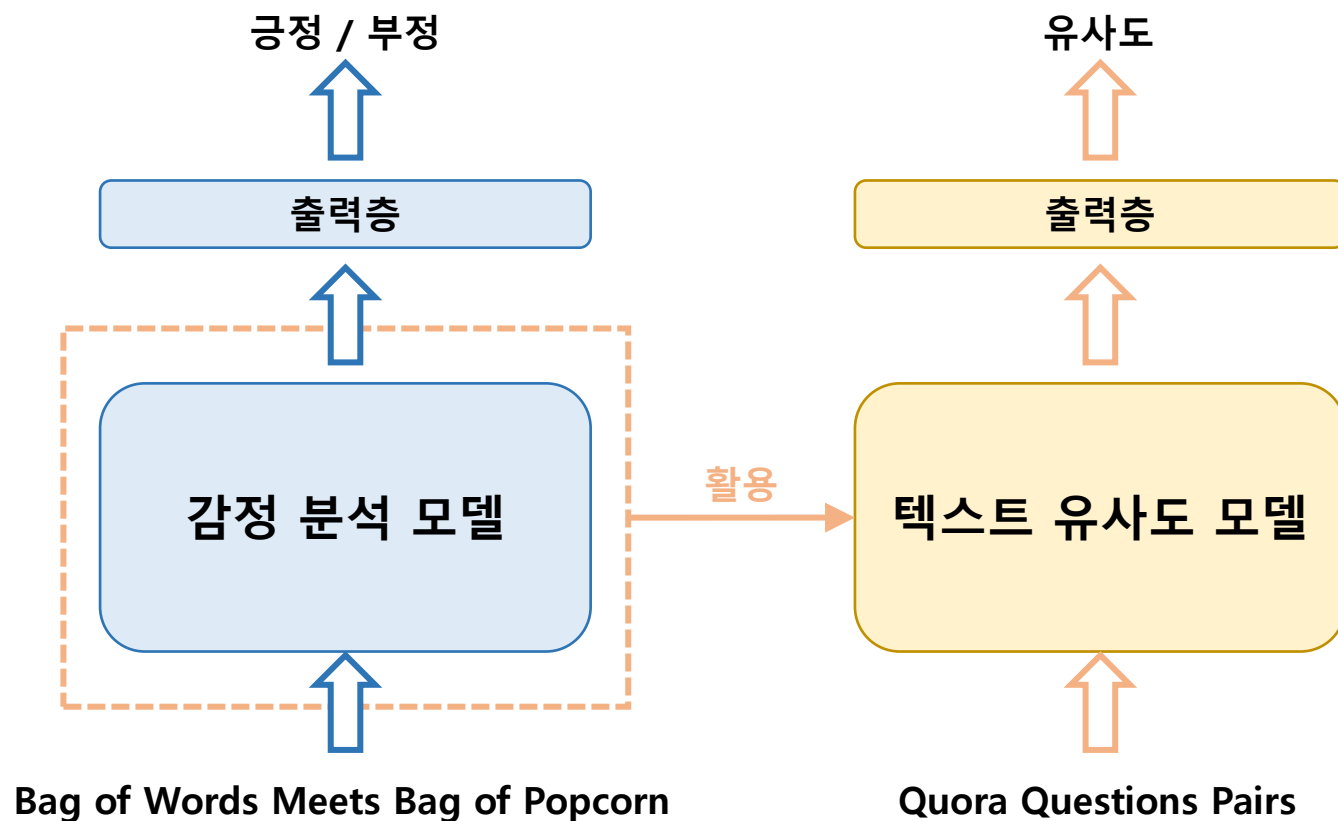 긍정 / 부정
유사도
출력층
출력층
감정 분석 모델
활용
텍스트 유사도 모델
Bag of Words Meets Bag of Popcorn
Quora Questions Pairs